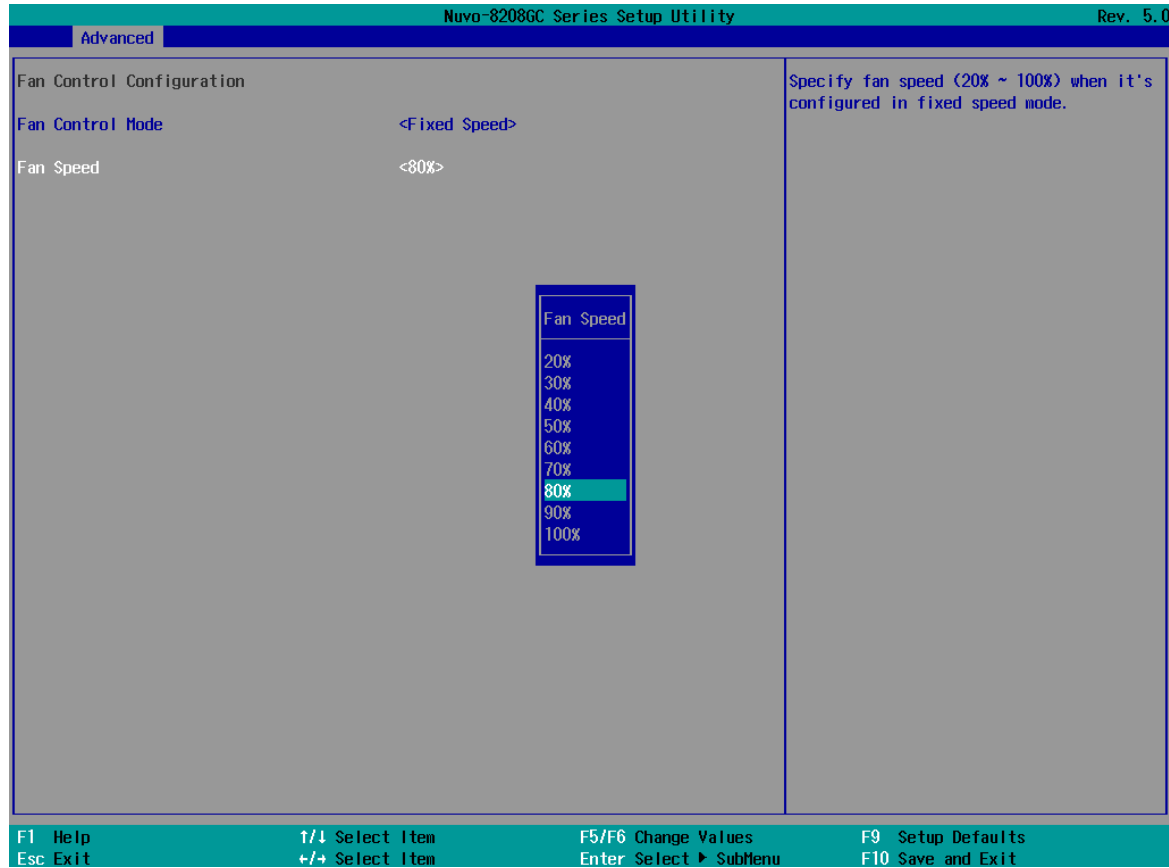 Nuvo-8208GC Series Setup Utility Rev. 5.0
Advanced
Fan Control Configuration
Fan Control Mode <Fixed Speed>
Fan Speed <80%>
Specify fan speed (20% ~ 100%) when it's
configured in fixed speed mode.
Fan Speed
20%
30%
40%
50%
60%
70%
80%
90%
100%
F1 Help ↑/↓ Select Item F5/F6 Change Values F9 Setup Defaults
Esc Exit ←/→ Select Item Enter Select ▶ SubMenu F10 Save and Exit